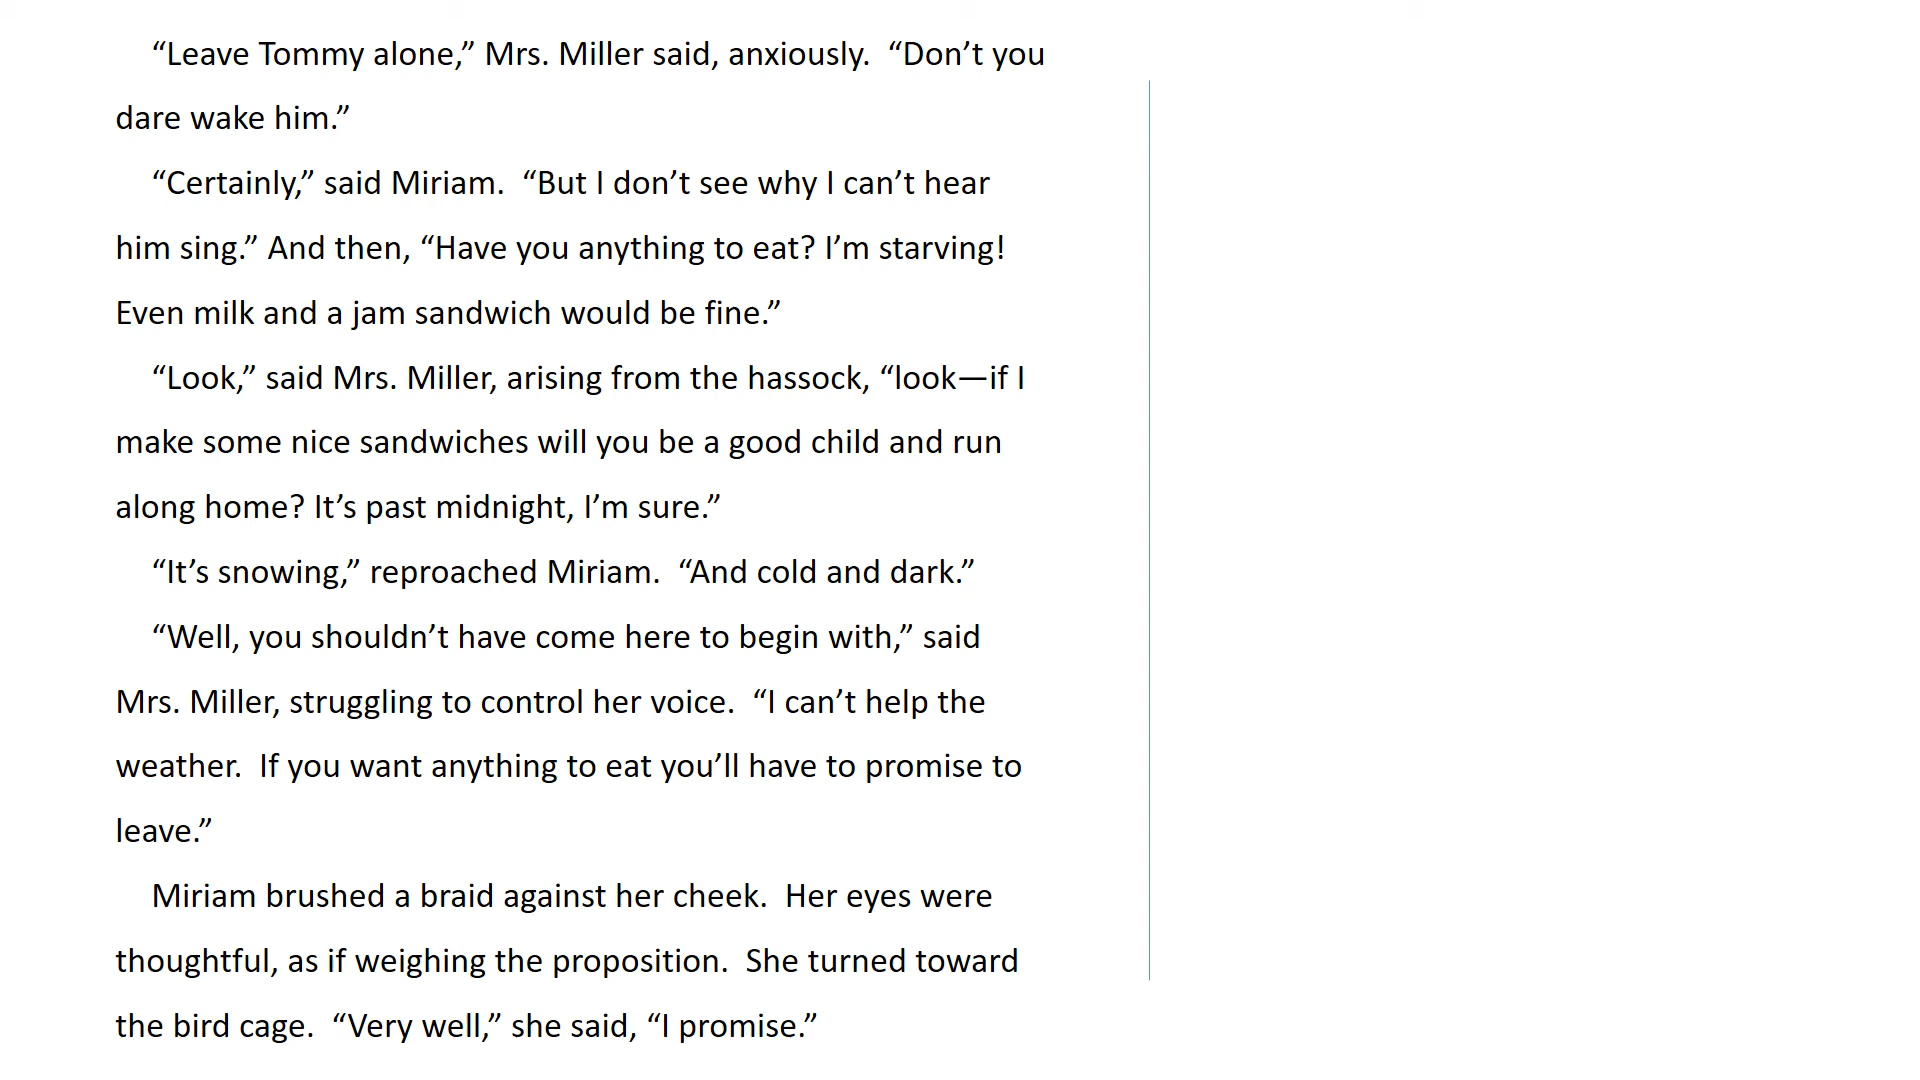 “Leave Tommy alone,” Mrs. Miller said, anxiously.  “Don’t you
dare wake him.”
“Certainly,” said Miriam.  “But I don’t see why I can’t hear
him sing.” And then, “Have you anything to eat? I’m starving!
Even milk and a jam sandwich would be fine.”
“Look,” said Mrs. Miller, arising from the hassock, “look—if I
make some nice sandwiches will you be a good child and run
along home? It’s past midnight, I’m sure.”
“It’s snowing,” reproached Miriam.  “And cold and dark.”
“Well, you shouldn’t have come here to begin with,” said
Mrs. Miller, struggling to control her voice.  “I can’t help the
weather.  If you want anything to eat you’ll have to promise to
leave.”
Miriam brushed a braid against her cheek.  Her eyes were
thoughtful, as if weighing the proposition.  She turned toward
the bird cage.  “Very well,” she said, “I promise.”